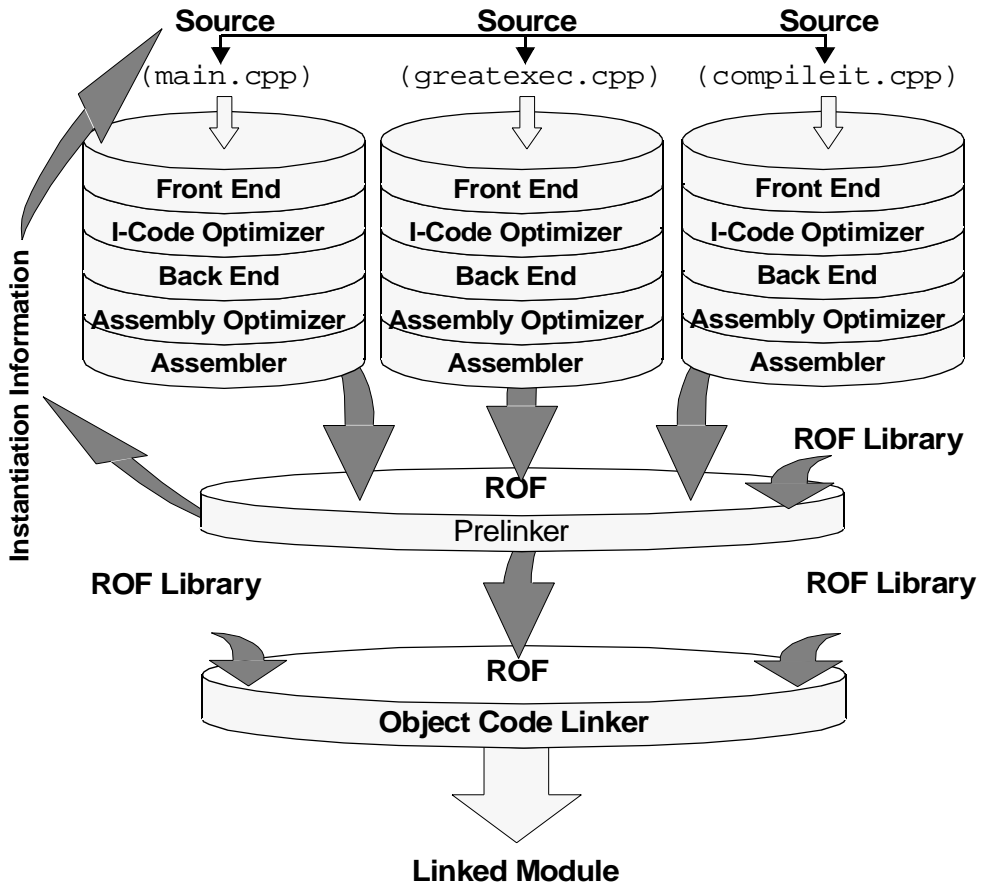 Source Source Source
(main.cpp) (greatexec.cpp) (compileit.cpp)
Front End Front End Front End
I-Code Optimizer I-Code Optimizer I-Code Optimizer
Back End Back End Back End
Assembly Optimizer Assembly Optimizer Assembly Optimizer
Assembler Assembler Assembler
Instantiation Information
ROF Library
ROF
Prelinker
ROF Library ROF Library
ROF
Object Code Linker
Linked Module